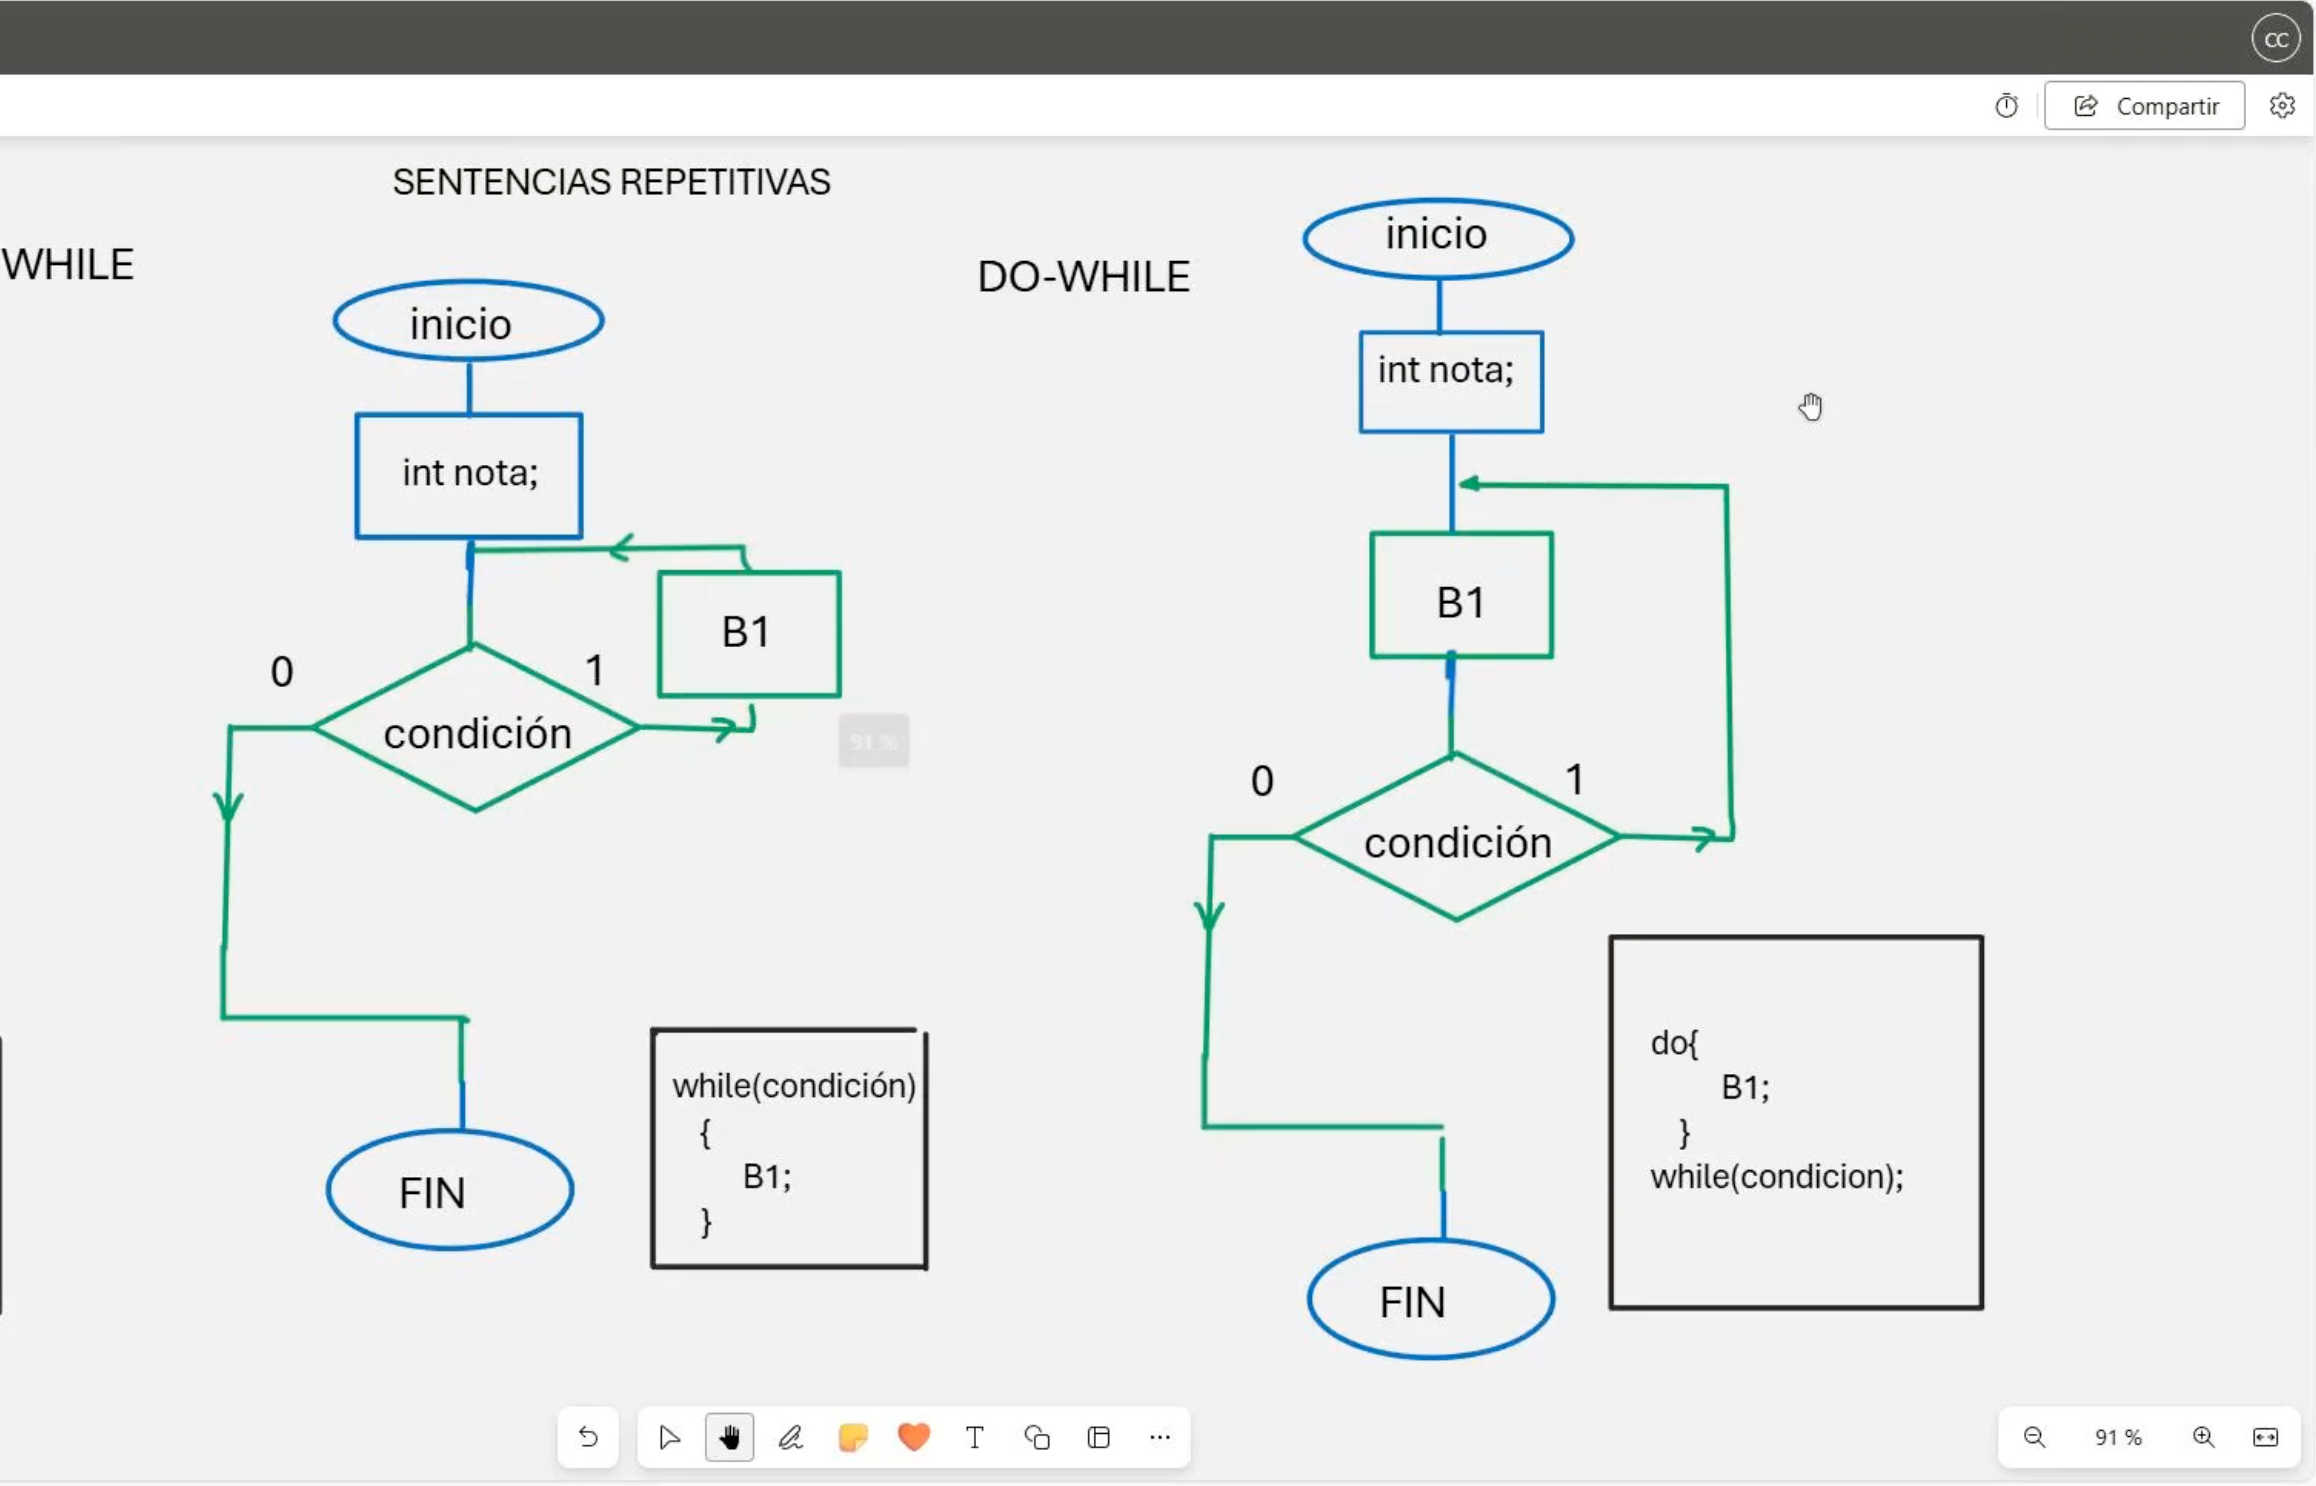 CC
Compartir
SENTENCIAS REPETITIVAS
WHILE
inicio
int nota;
B1
0
1
condición
FIN
while(condición)
{
B1;
}
DO-WHILE
inicio
int nota;
B1
0
1
condición
FIN
do{
B1;
}
while(condicion);
91 %
91 %